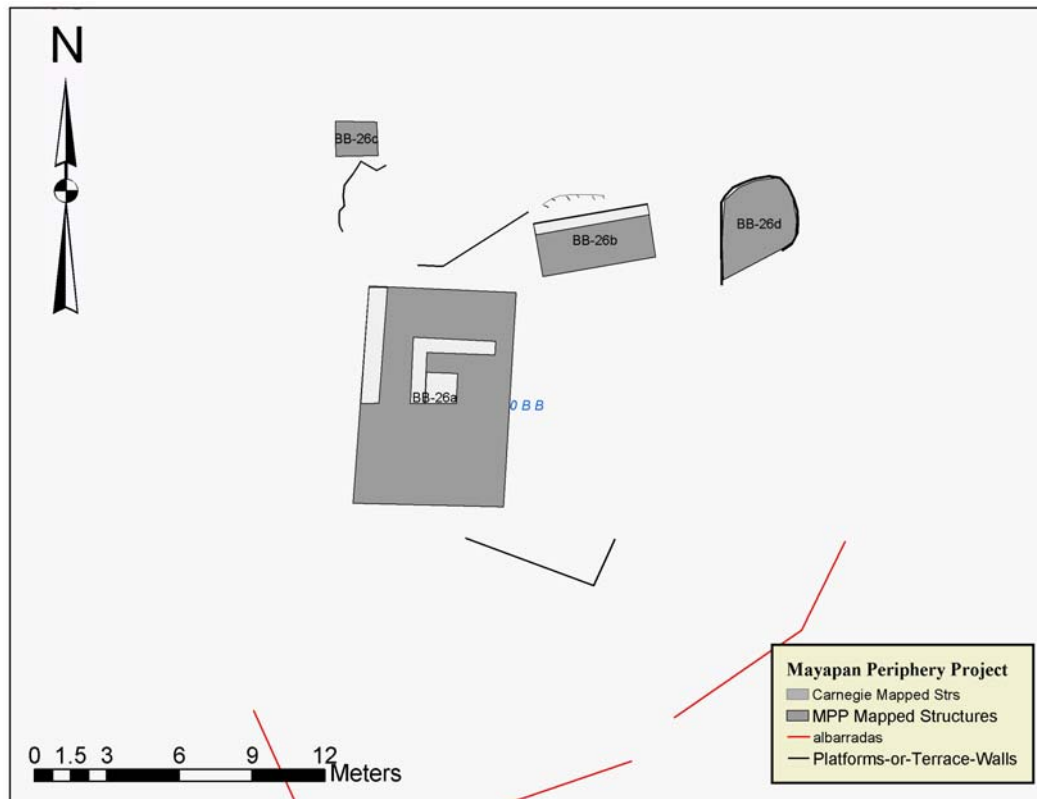 N
BB-26c
BB-26b
BB-26d
BB-26a
0 B B
0 1.5 3 6 9 12
Meters
Mayapan Periphery Project
Carnegie Mapped Strs
MPP Mapped Structures
albarradas
Platforms-or-Terrace-Walls